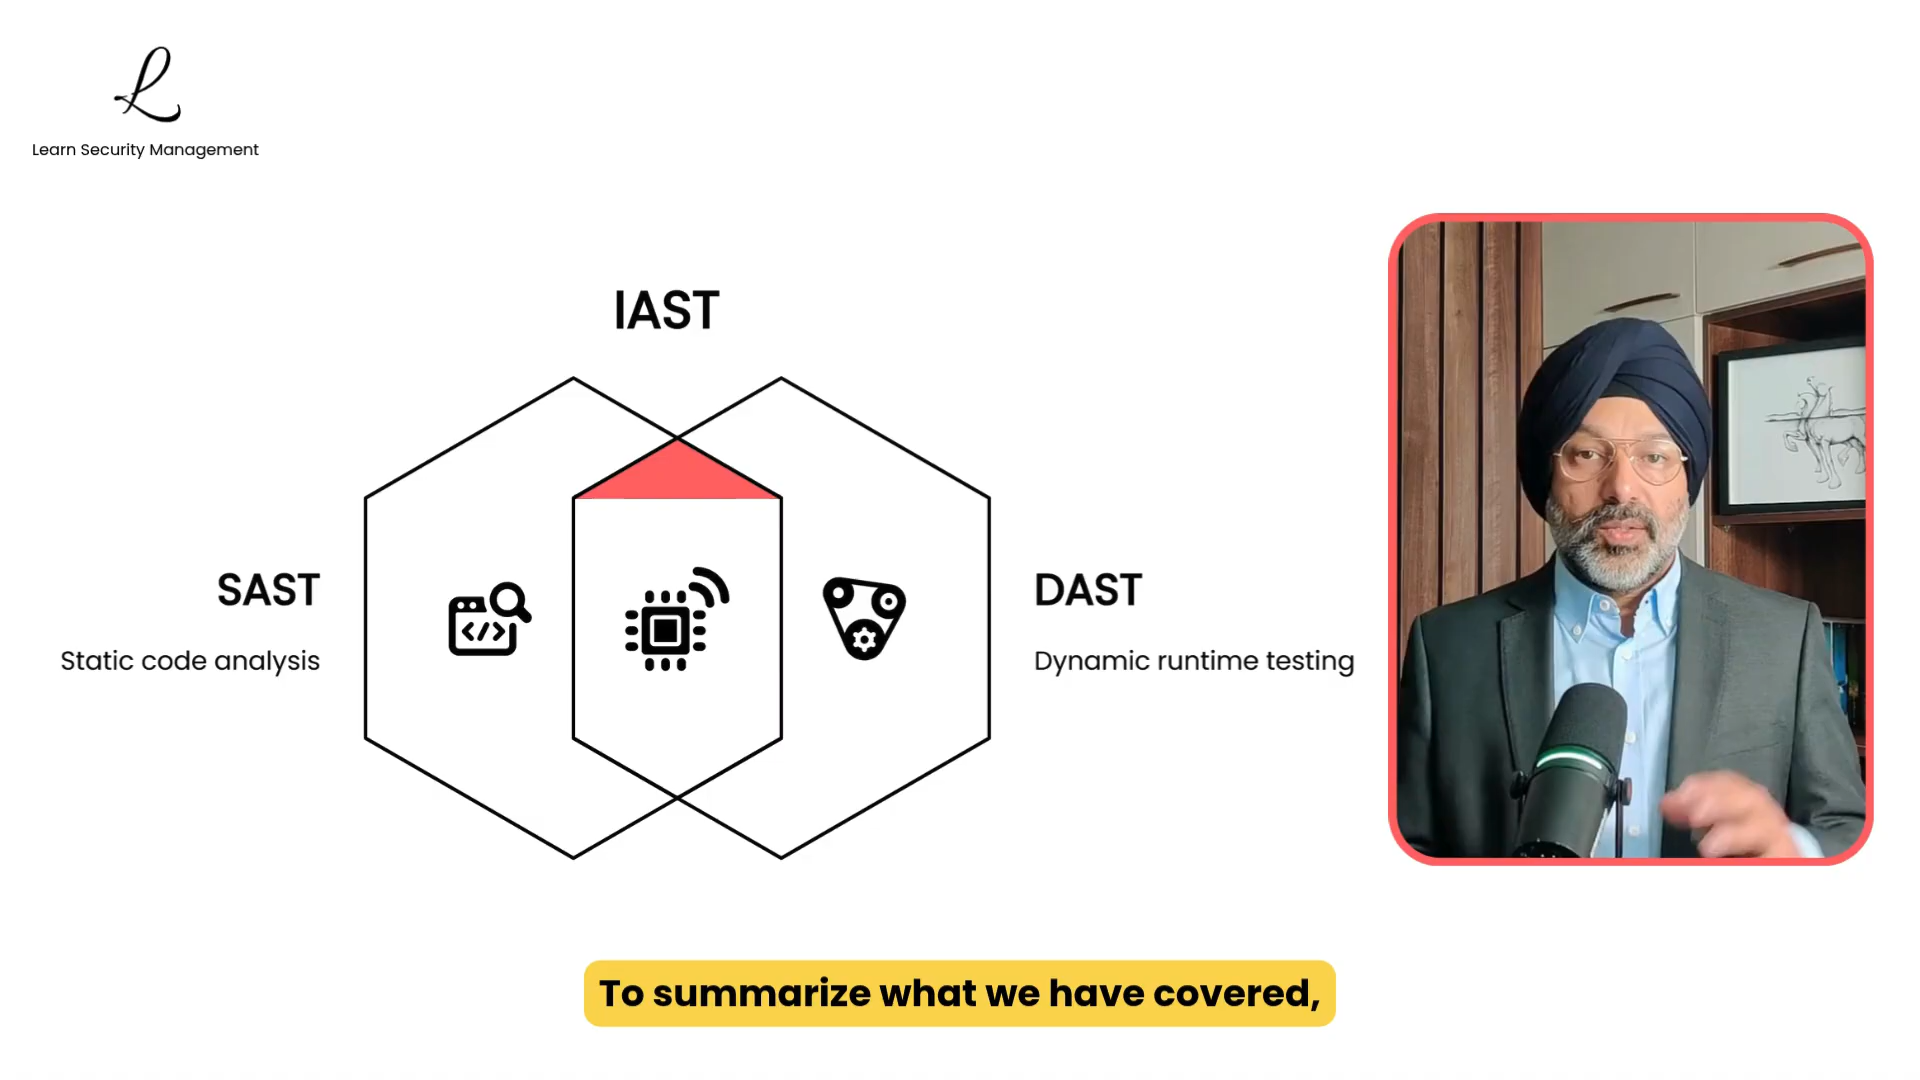 L
Learn Security Management
IAST
SAST
Static code analysis
DAST
Dynamic runtime testing
To summarize what we have covered,